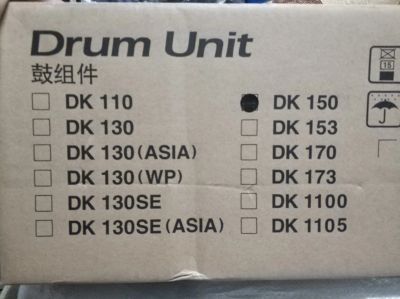 Drum Unit
鼓组件
DK 110
DK 130
DK 130(ASIA)
DK 130(WP)
DK 130SE
DK 130SE(ASIA)
DK 150
DK 153
DK 170
DK 173
DK 1100
DK 1105
15